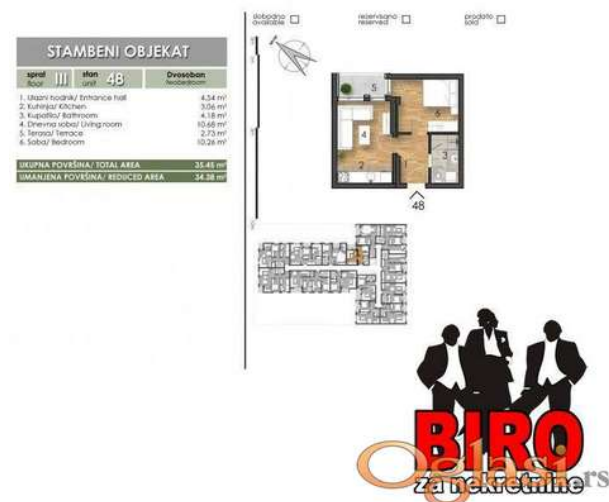 slobodno
available
rezervisano
reserved
prodato
sold
STAMBENI OBJEKAT
sprat
floor
III
stan
unit
48
Dvosoban
Twobedroom
1. Ulazni hodnik/ Entrance hall 4.54 m²
2. Kuhinja/ Kitchen 3.06 m²
3. Kupatilo/ Bathroom 4.18 m²
4. Dnevna soba/ Living room 10.68 m²
5. Terasa/ Terrace 2.73 m²
6. Soba/ Bedroom 10.26 m²
UKUPNA POVRŠINA/ TOTAL AREA 35.45 m²
UMANJENA POVRŠINA/ REDUCED AREA 34.38 m²
5
6
4
3
2
1
48
BIRO
za nekretnine
Oglasi.rs